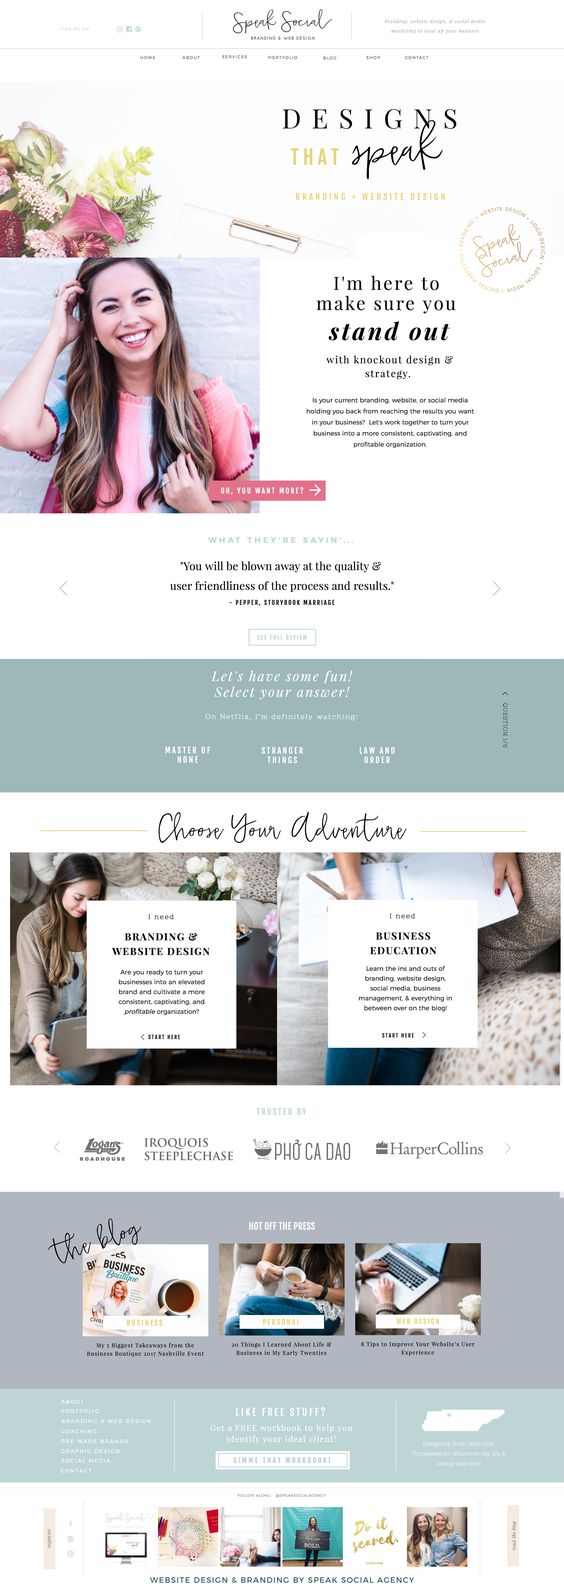 FIND ME ON
Speak Social
BRANDING & WEB DESIGN
branding, website design, & social media
marketing to level up your business
HOME ABOUT SERVICES PORTFOLIO BLOG SHOP CONTACT
DESIGNS
THAT speak
BRANDING + WEBSITE DESIGN
Speak Social
BRANDING • WEBSITE DESIGN • LOGO DESIGN • SOCIAL MEDIA • DIGITAL MARKETING •
I'm here to
make sure you
stand out
with knockout design &
strategy.
Is your current branding, website, or social media
holding you back from reaching the results you want
in your business? Let's work together to turn your
business into a more consistent, captivating, and
profitable organization.
OH, YOU WANT MORE?
WHAT THEY'RE SAYIN'...
"You will be blown away at the quality &
user friendliness of the process and results."
- PEPPER, STORYBOOK MARRIAGE
SEE FULL REVIEW
Let's have some fun!
Select your answer!
On Netflix, I'm definitely watching:
MASTER OF
NONE
STRANGER
THINGS
LAW AND
ORDER
QUESTION 1/6
Choose Your Adventure
I need
BRANDING &
WEBSITE DESIGN
Are you ready to turn your
businesses into an elevated
brand and cultivate a more
consistent, captivating, and
profitable organization?
START HERE
I need
BUSINESS
EDUCATION
Learn the ins and outs of
branding, website design,
social media, business
management, & everything in
between over on the blog!
START HERE
TRUSTED BY
Logan's
ROADHOUSE
IROQUOIS
STEEPLECHASE
PHỞ CA DAO
HarperCollins
the blog
HOT OFF THE PRESS
BUSINESS
Boutique
BUSINESS
PERSONAL
WEB DESIGN
My 5 Biggest Takeaways from the
Business Boutique 2017 Nashville Event
20 Things I Learned About Life &
Business in My Early Twenties
8 Tips to Improve Your Website's User
Experience
ABOUT
PORTFOLIO
BRANDING & WEB DESIGN
COACHING
PRE-MADE BRANDS
GRAPHIC DESIGN
SOCIAL MEDIA
CONTACT
LIKE FREE STUFF?
Get a FREE workbook to help you
identify your ideal client!
GIMME THAT WORKBOOK!
Designing from Nashville,
Tennessee (or wherever my life &
laptop take me!)
FOLLOW ALONG @SPEAKSOCIALAGENCY
Speak Social
BOLD.
Do it
scared.
read the blog
WEBSITE DESIGN & BRANDING BY SPEAK SOCIAL AGENCY